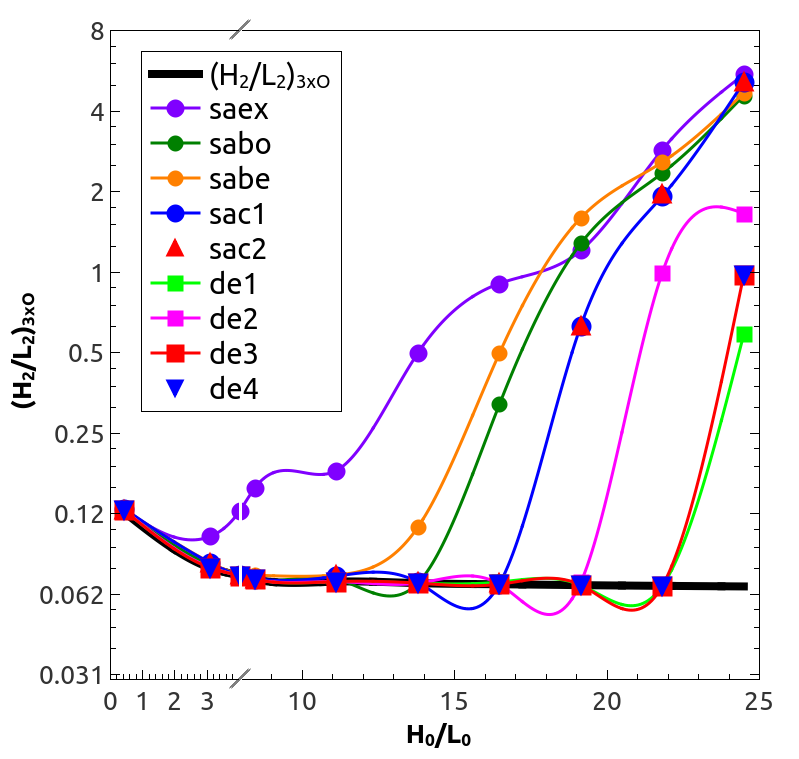 8
4
2
1
0.5
0.25
0.12
0.062
0.031
(H₂/L₂)₃ₓO
(H₂/L₂)₃ₓO
saex
sabo
sabe
sac1
sac2
de1
de2
de3
de4
0 1 2 3 10 15 20 25
H₀/L₀